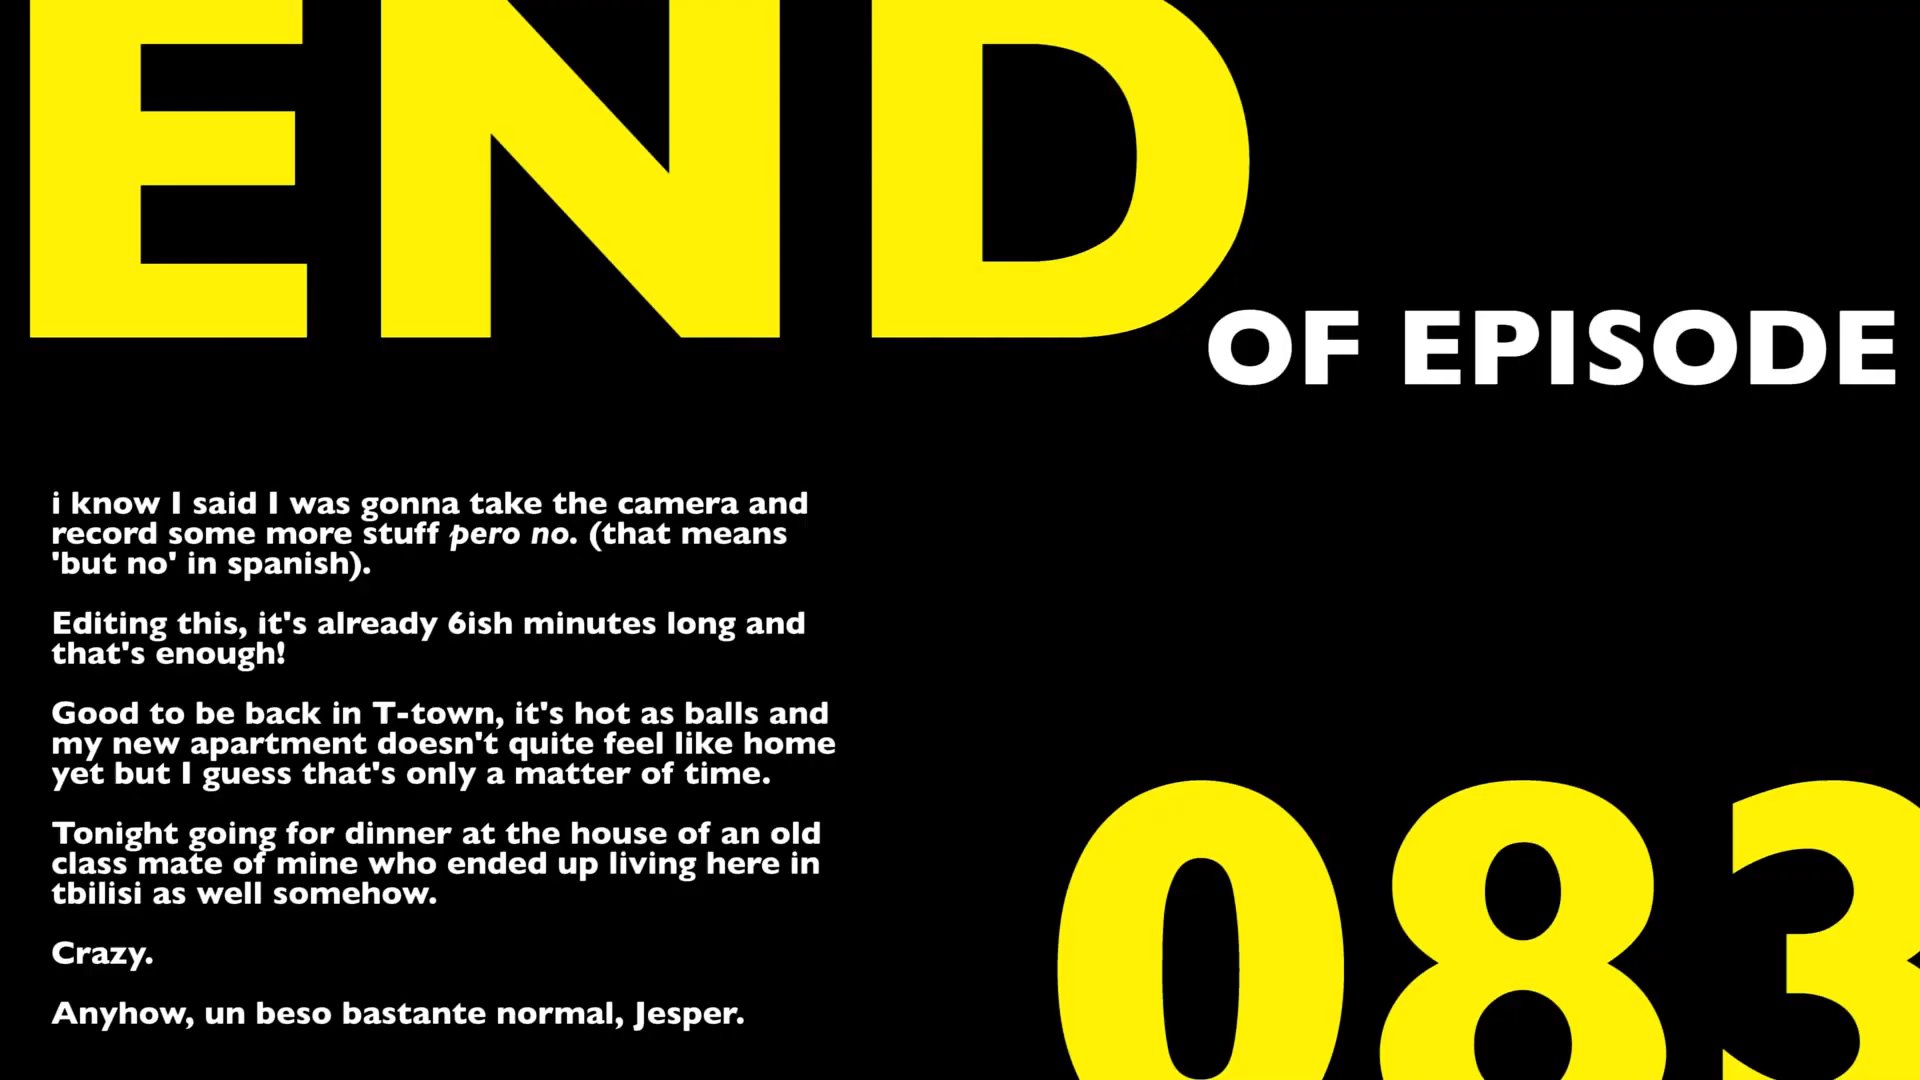 END
OF EPISODE
i know I said I was gonna take the camera and
record some more stuff pero no. (that means
'but no' in spanish).
Editing this, it's already 6ish minutes long and
that's enough!
Good to be back in T-town, it's hot as balls and
my new apartment doesn't quite feel like home
yet but I guess that's only a matter of time.
Tonight going for dinner at the house of an old
class mate of mine who ended up living here in
tbilisi as well somehow.
Crazy.
Anyhow, un beso bastante normal, Jesper.
083